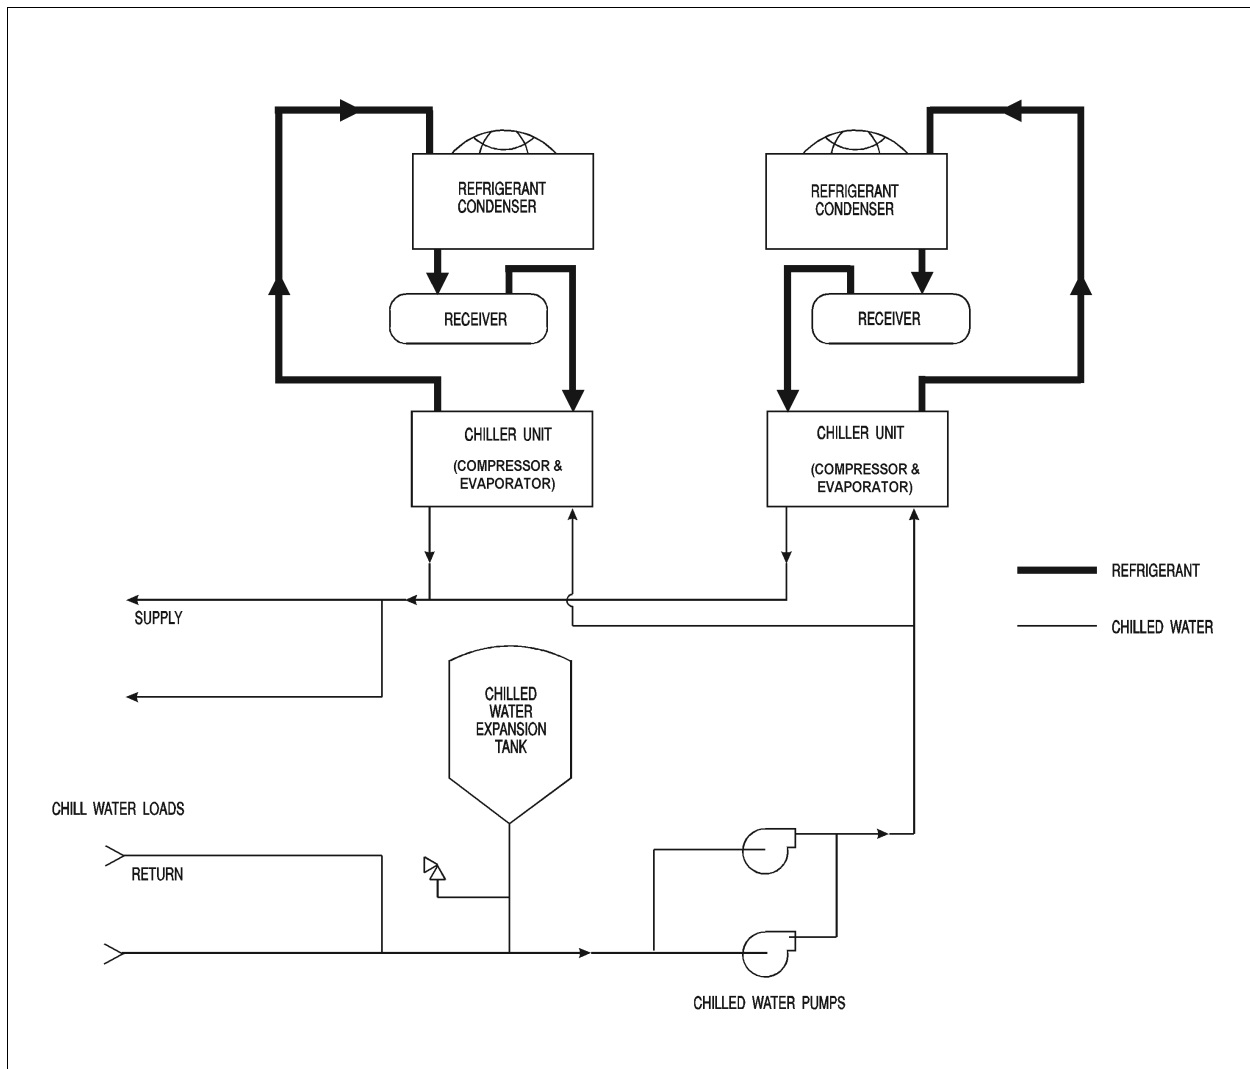 REFRIGERANT
CONDENSER
REFRIGERANT
CONDENSER
RECEIVER
RECEIVER
CHILLER UNIT
(COMPRESSOR &
EVAPORATOR)
CHILLER UNIT
(COMPRESSOR &
EVAPORATOR)
REFRIGERANT
SUPPLY
CHILLED WATER
CHILLED
WATER
EXPANSION
TANK
CHILL WATER LOADS
RETURN
CHILLED WATER PUMPS